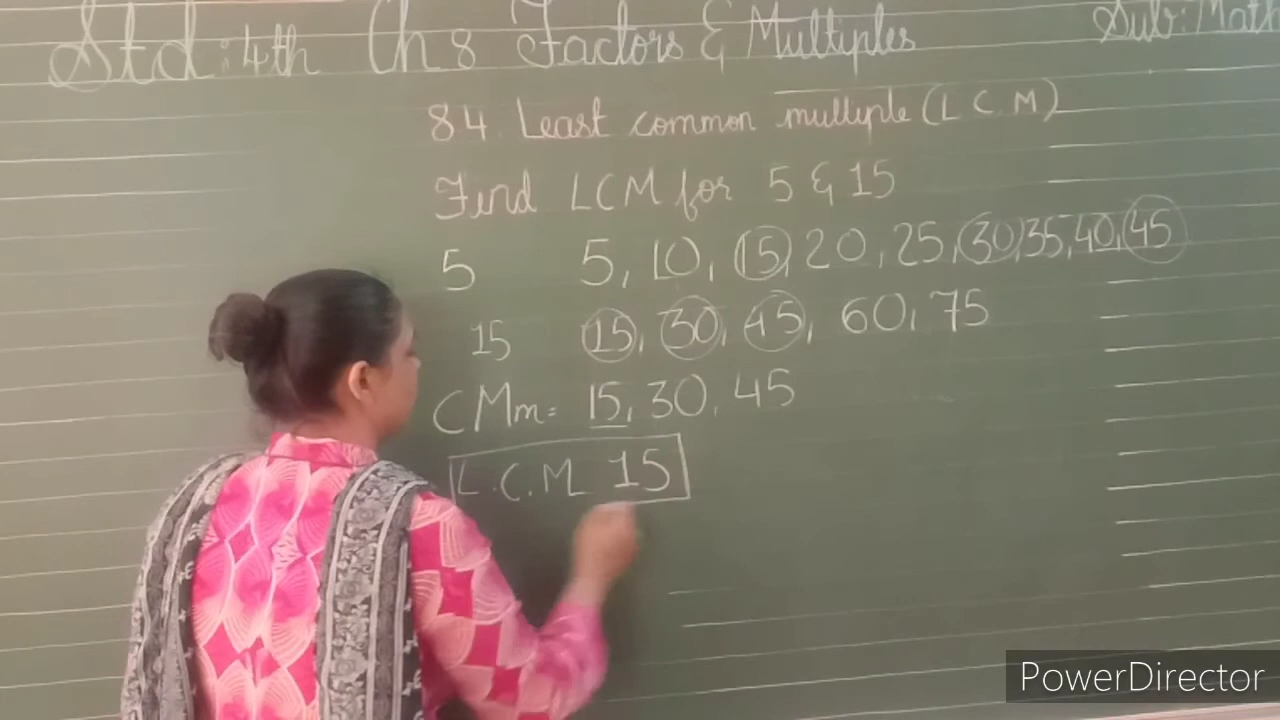 Std: 4th Ch 8 Factors & Multiples Sub: Math
8 4. Least common multiple (L C M)
Find LCM for 5 & 15
5 5, 10, 15, 20, 25, 30, 35, 40, 45
15 15, 30, 45, 60, 75
CMm= 15, 30, 45
L.C.M 15
PowerDirector